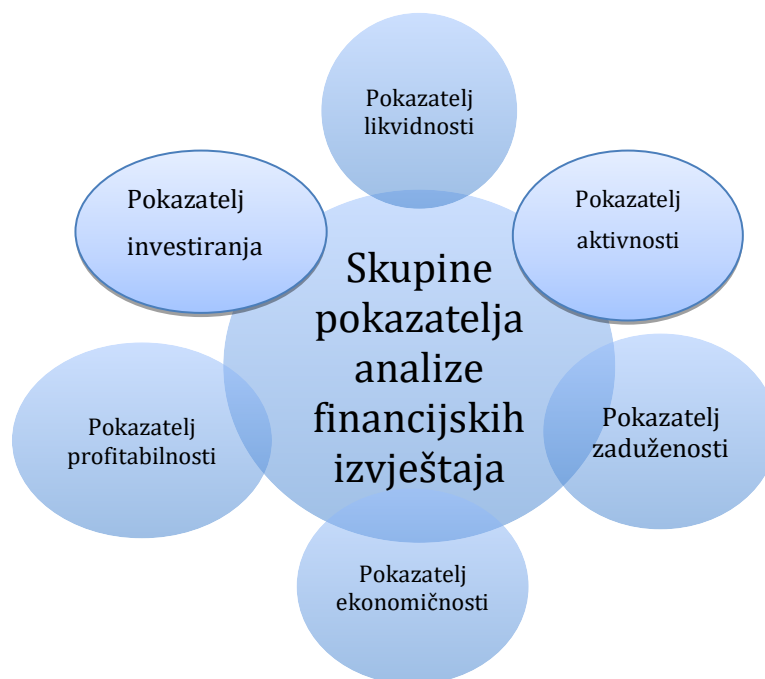 Pokazatelj
likvidnosti
Pokazatelj
investiranja
Pokazatelj
aktivnosti
Skupine
pokazatelja
analize
financijskih
izvještaja
Pokazatelj
profitabilnosti
Pokazatelj
zaduženosti
Pokazatelj
ekonomičnosti